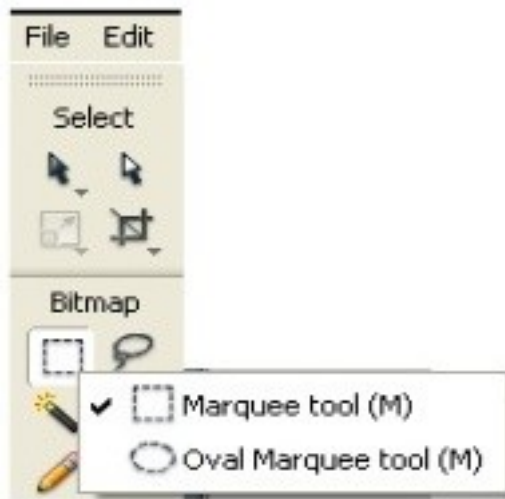 File Edit
Select
Bitmap
Marquee tool (M)
Oval Marquee tool (M)